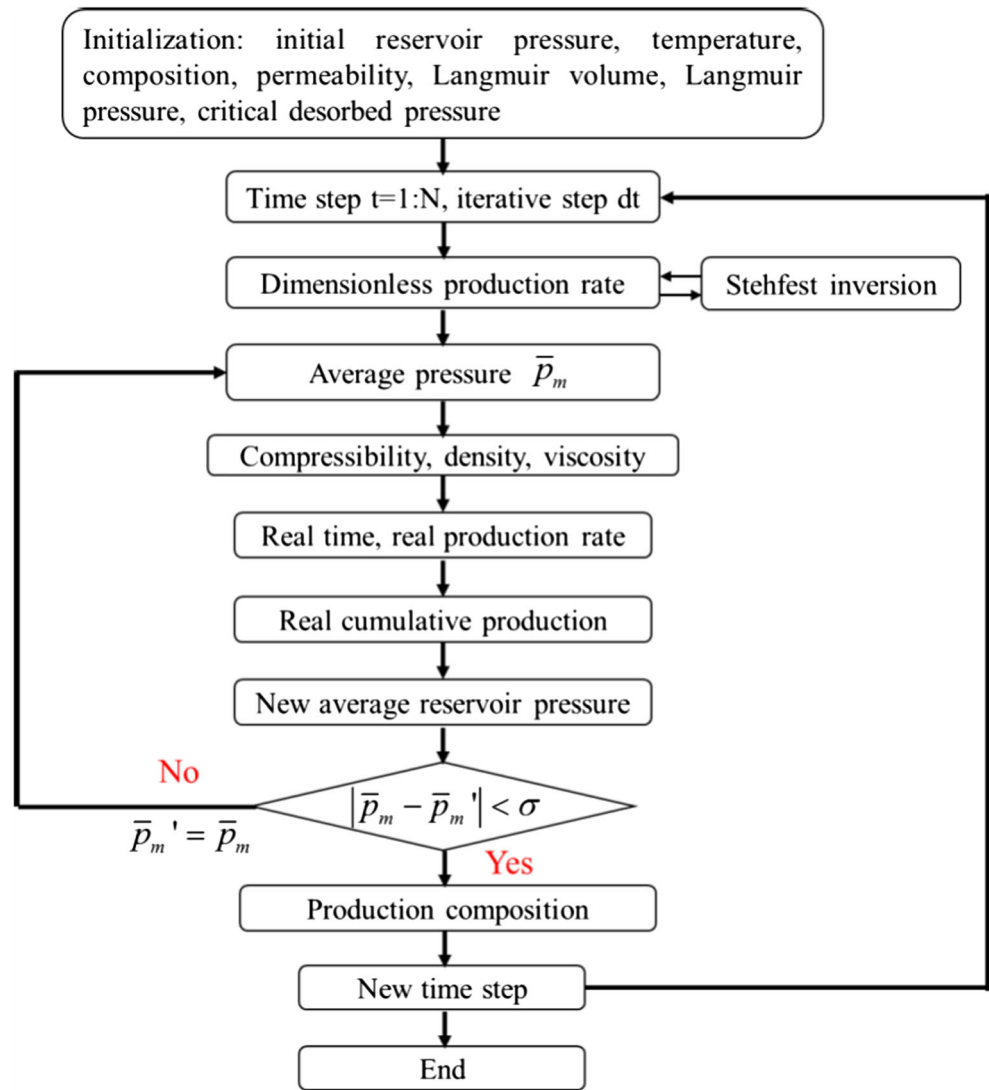 Initialization: initial reservoir pressure, temperature,
composition, permeability, Langmuir volume, Langmuir
pressure, critical desorbed pressure
Time step t=1:N, iterative step dt
Dimensionless production rate
Stehfest inversion
Average pressure p̅ₘ
Compressibility, density, viscosity
Real time, real production rate
Real cumulative production
New average reservoir pressure
No
|p̅ₘ − p̅ₘ'| < σ
p̅ₘ' = p̅ₘ
Yes
Production composition
New time step
End